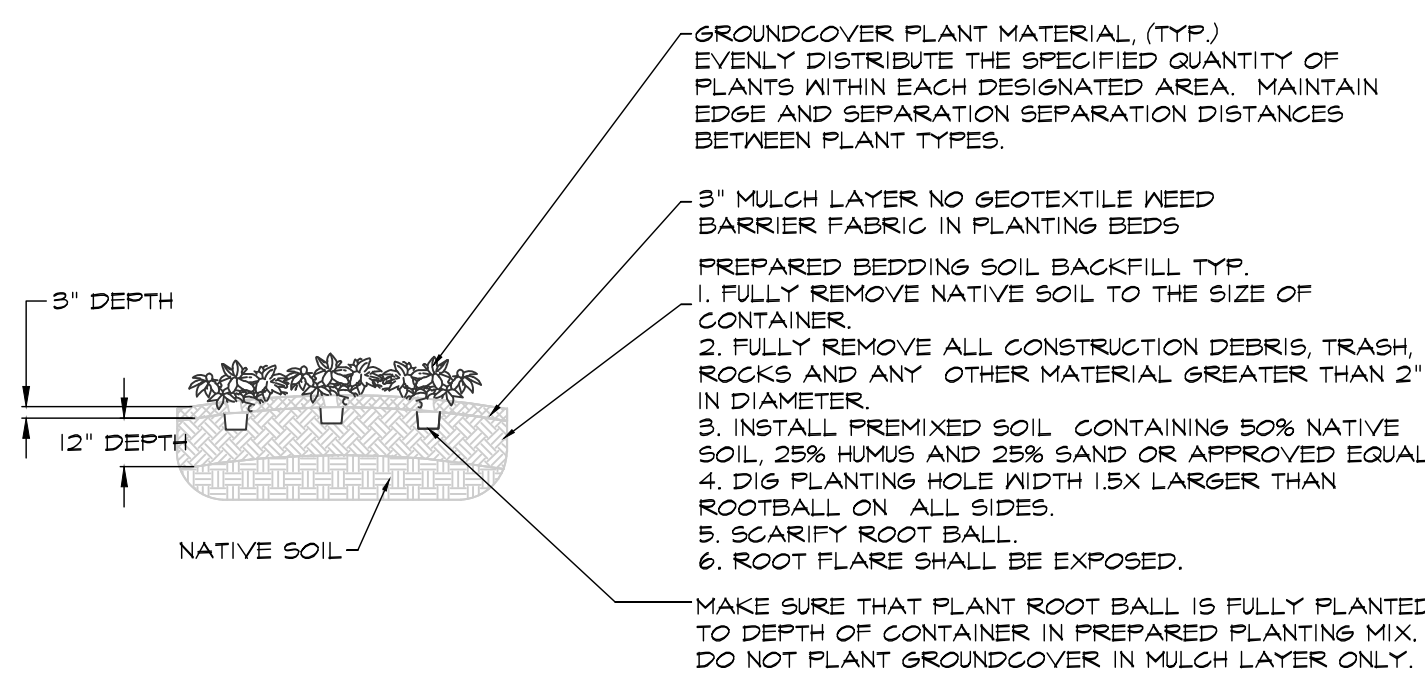 GROUNDCOVER PLANT MATERIAL, (TYP.)
EVENLY DISTRIBUTE THE SPECIFIED QUANTITY OF
PLANTS WITHIN EACH DESIGNATED AREA. MAINTAIN
EDGE AND SEPARATION SEPARATION DISTANCES
BETWEEN PLANT TYPES.
3" MULCH LAYER NO GEOTEXTILE WEED
BARRIER FABRIC IN PLANTING BEDS
PREPARED BEDDING SOIL BACKFILL TYP.
1. FULLY REMOVE NATIVE SOIL TO THE SIZE OF
CONTAINER.
2. FULLY REMOVE ALL CONSTRUCTION DEBRIS, TRASH,
ROCKS AND ANY OTHER MATERIAL GREATER THAN 2"
IN DIAMETER.
3. INSTALL PREMIXED SOIL CONTAINING 50% NATIVE
SOIL, 25% HUMUS AND 25% SAND OR APPROVED EQUAL
4. DIG PLANTING HOLE WIDTH 1.5X LARGER THAN
ROOTBALL ON ALL SIDES.
5. SCARIFY ROOT BALL.
6. ROOT FLARE SHALL BE EXPOSED.
MAKE SURE THAT PLANT ROOT BALL IS FULLY PLANTED
TO DEPTH OF CONTAINER IN PREPARED PLANTING MIX.
DO NOT PLANT GROUNDCOVER IN MULCH LAYER ONLY.
3" DEPTH
12" DEPTH
NATIVE SOIL